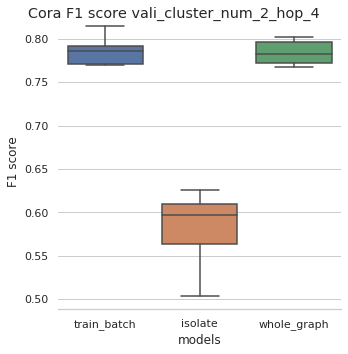 Cora F1 score vali_cluster_num_2_hop_4
0.80
0.75
0.70
0.65
0.60
0.55
0.50
F1 score
train_batch isolate whole_graph
models